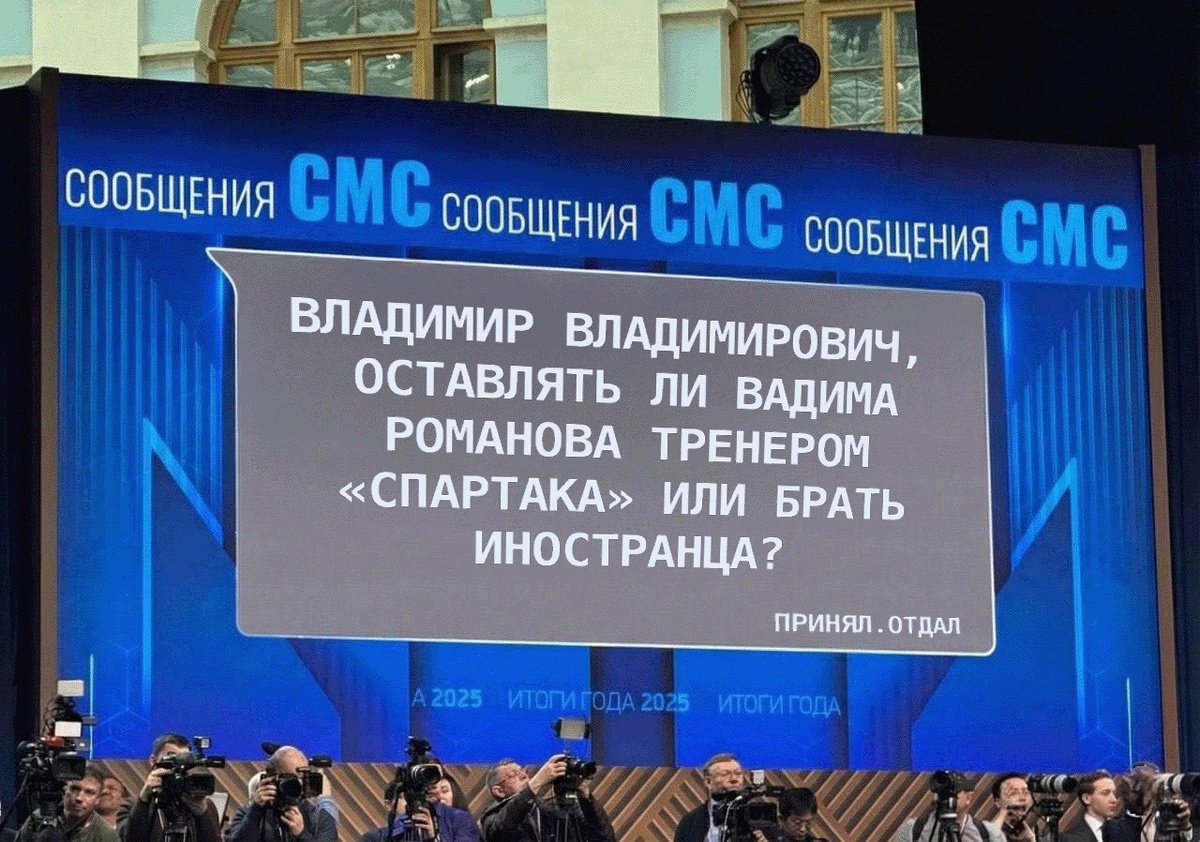 СООБЩЕНИЯ СМС СООБЩЕНИЯ СМС СООБЩЕНИЯ СМС
ВЛАДИМИР ВЛАДИМИРОВИЧ,
ОСТАВЛЯТЬ ЛИ ВАДИМА
РОМАНОВА ТРЕНЕРОМ
«СПАРТАКА» ИЛИ БРАТЬ
ИНОСТРАНЦА?
ПРИНЯЛ.ОТДАЛ
А 2025 ИТОГИ ГОДА 2025 ИТОГИ ГОДА